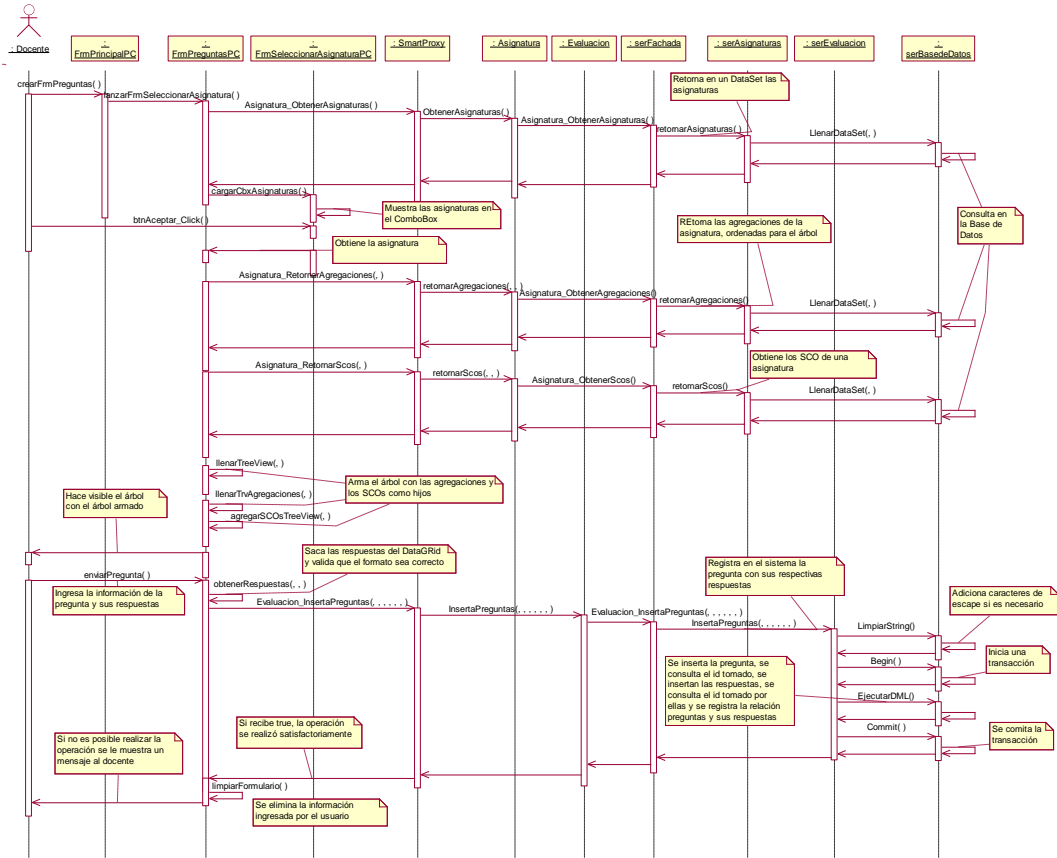 : Docente
:
FrmPrincipalPC
:
FrmPreguntasPC
:
FrmSeleccionarAsignaturaPC
: SmartProxy
: Asignatura
: Evaluacion
: serFachada
: serAsignaturas
: serEvaluacion
:
serBasedeDatos
crearFrmPreguntas( )
lanzarFrmSeleccionarAsignatura( )
Asignatura_ObtenerAsignaturas( )
ObtenerAsignaturas( )
Asignatura_ObtenerAsignaturas( )
Retorna en un DataSet las
asignaturas
retornarAsignaturas( )
LlenarDataSet(, )
cargarCbxAsignaturas( )
Muestra las asignaturas en
el ComboBox
btnAceptar_Click( )
Obtiene la asignatura
REtorna las agregaciones de la
asignatura, ordenadas para el árbol
Consulta en
la Base de
Datos
Asignatura_RetornarAgregaciones(, )
retornarAgregaciones(, , )
Asignatura_ObtenerAgregaciones()
retornarAgregaciones()
LlenarDataSet(, )
Obtiene los SCO de una
asignatura
Asignatura_RetornarScos(, )
retornarScos(, , )
Asignatura_ObtenerScos()
retornarScos()
LlenarDataSet(, )
llenarTreeView(, )
Arma el árbol con las agregaciones y
los SCOs como hijos
llenarTrvAgregaciones(, )
agregarSCOsTreeView(, )
Hace visible el árbol
con el árbol armado
Saca las respuestas del DataGRid
y valida que el formato sea correcto
enviarPregunta( )
obtenerRespuestas(, , )
Ingresa la información de la
pregunta y sus respuestas
Evaluacion_InsertaPreguntas(, , , , , , )
InsertaPreguntas(, , , , , , )
Evaluacion_InsertaPreguntas(, , , , , , )
InsertaPreguntas(, , , , , , )
Registra en el sistema la
pregunta con sus respectivas
respuestas
LimpiarString()
Adiciona caracteres de
escape si es necesario
Begin( )
Inicia una
transacción
Se inserta la pregunta, se
consulta el id tomado, se
insertan las respuestas, se
consulta el id tomado por
ellas y se registra la relación
preguntas y sus respuestas
EjecutarDML()
Commit( )
Se comita la
transacción
Si recibe true, la operación
se realizó satisfactoriamente
Si no es posible realizar la
operación se le muestra un
mensaje al docente
limpiarFormulario( )
Se elimina la información
ingresada por el usuario